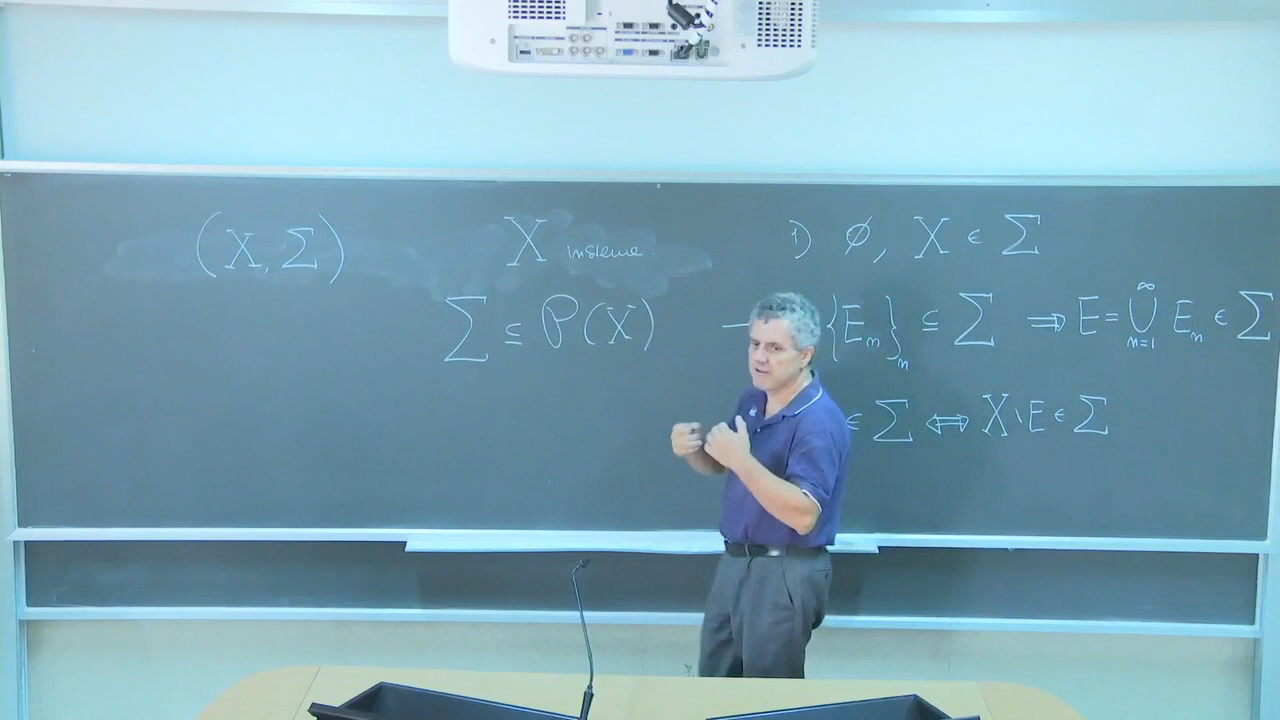 (X, Σ)
X insieme.
Σ ⊆ P(X)
1) ∅, X ∈ Σ
{E_n}_n ⊆ Σ ⇒ E = ⋃_{n=1}^∞ E_n ∈ Σ
∈ Σ ⇔ X \ E ∈ Σ